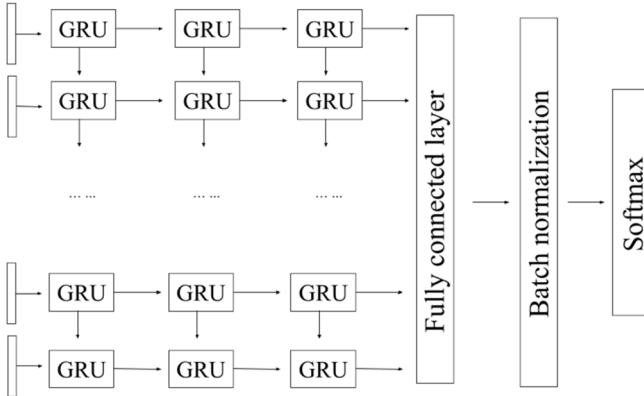 GRU GRU GRU
GRU GRU GRU
... ... ... ... ... ...
GRU GRU GRU
GRU GRU GRU
Fully connected layer
Batch normalization
Softmax